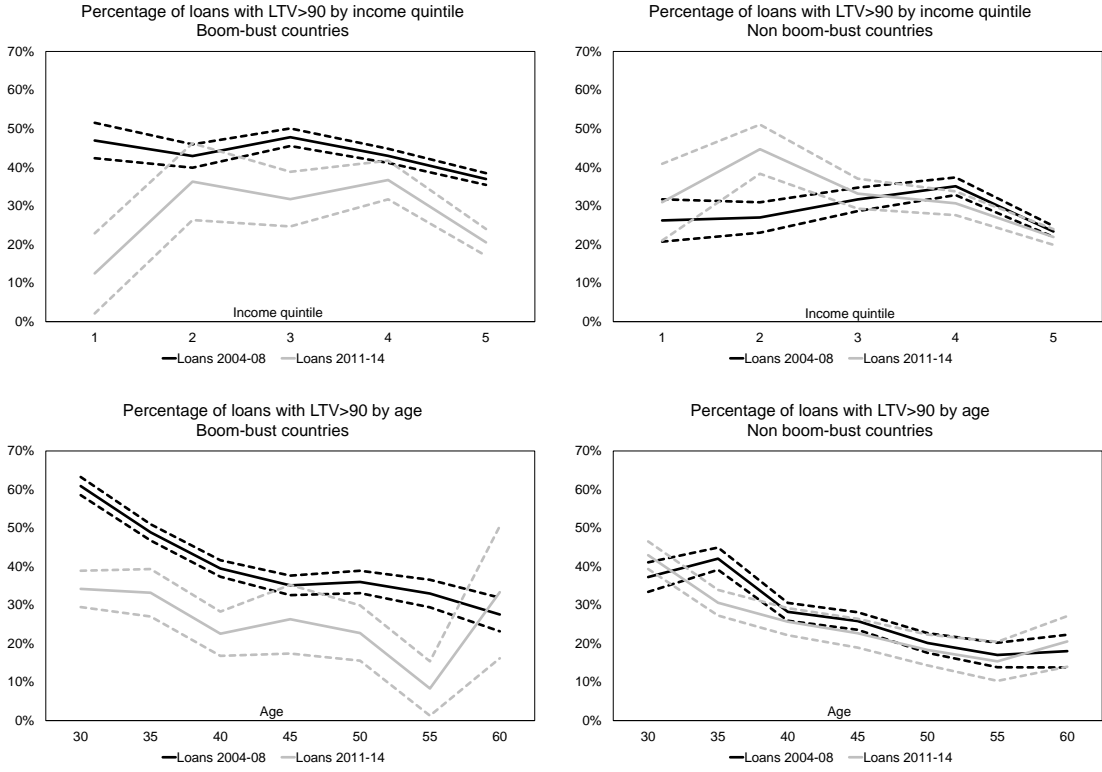 Percentage of loans with LTV>90 by income quintile
Boom-bust countries
70%
60%
50%
40%
30%
20%
10%
0%
Income quintile
1 2 3 4 5
Loans 2004-08 Loans 2011-14
Percentage of loans with LTV>90 by income quintile
Non boom-bust countries
70%
60%
50%
40%
30%
20%
10%
0%
Income quintile
1 2 3 4 5
Loans 2004-08 Loans 2011-14
Percentage of loans with LTV>90 by age
Boom-bust countries
70%
60%
50%
40%
30%
20%
10%
0%
Age
30 35 40 45 50 55 60
Loans 2004-08 Loans 2011-14
Percentage of loans with LTV>90 by age
Non boom-bust countries
70%
60%
50%
40%
30%
20%
10%
0%
Age
30 35 40 45 50 55 60
Loans 2004-08 Loans 2011-14